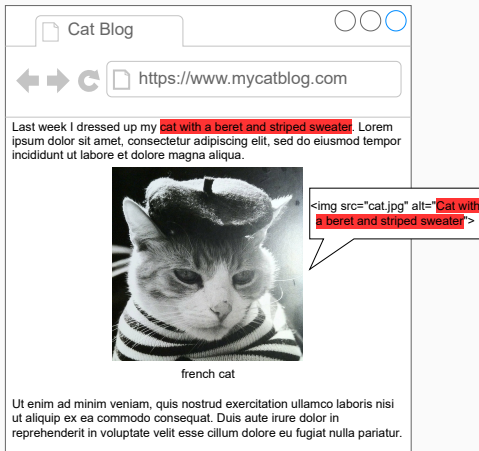 Cat Blog
https://www.mycatblog.com
Last week I dressed up my cat with a beret and striped sweater. Lorem
ipsum dolor sit amet, consectetur adipiscing elit, sed do eiusmod tempor
incididunt ut labore et dolore magna aliqua.
<img src="cat.jpg" alt="Cat with
a beret and striped sweater">
french cat
Ut enim ad minim veniam, quis nostrud exercitation ullamco laboris nisi
ut aliquip ex ea commodo consequat. Duis aute irure dolor in
reprehenderit in voluptate velit esse cillum dolore eu fugiat nulla pariatur.